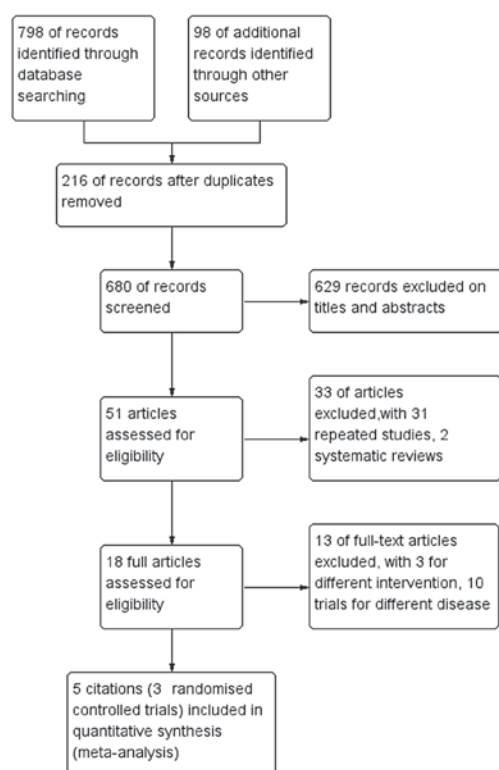 798 of records
identified through
database
searching
98 of additional
records identified
through other
sources
216 of records after duplicates
removed
680 of records
screened
629 records excluded on
titles and abstracts
51 articles
assessed for
eligibility
33 of articles
excluded,with 31
repeated studies, 2
systematic reviews
18 full articles
assessed for
eligibility
13 of full-text articles
excluded, with 3 for
different intervention, 10
trials for different disease
5 citations (3 randomised
controlled trials) included in
quantitative synthesis
(meta-analysis)